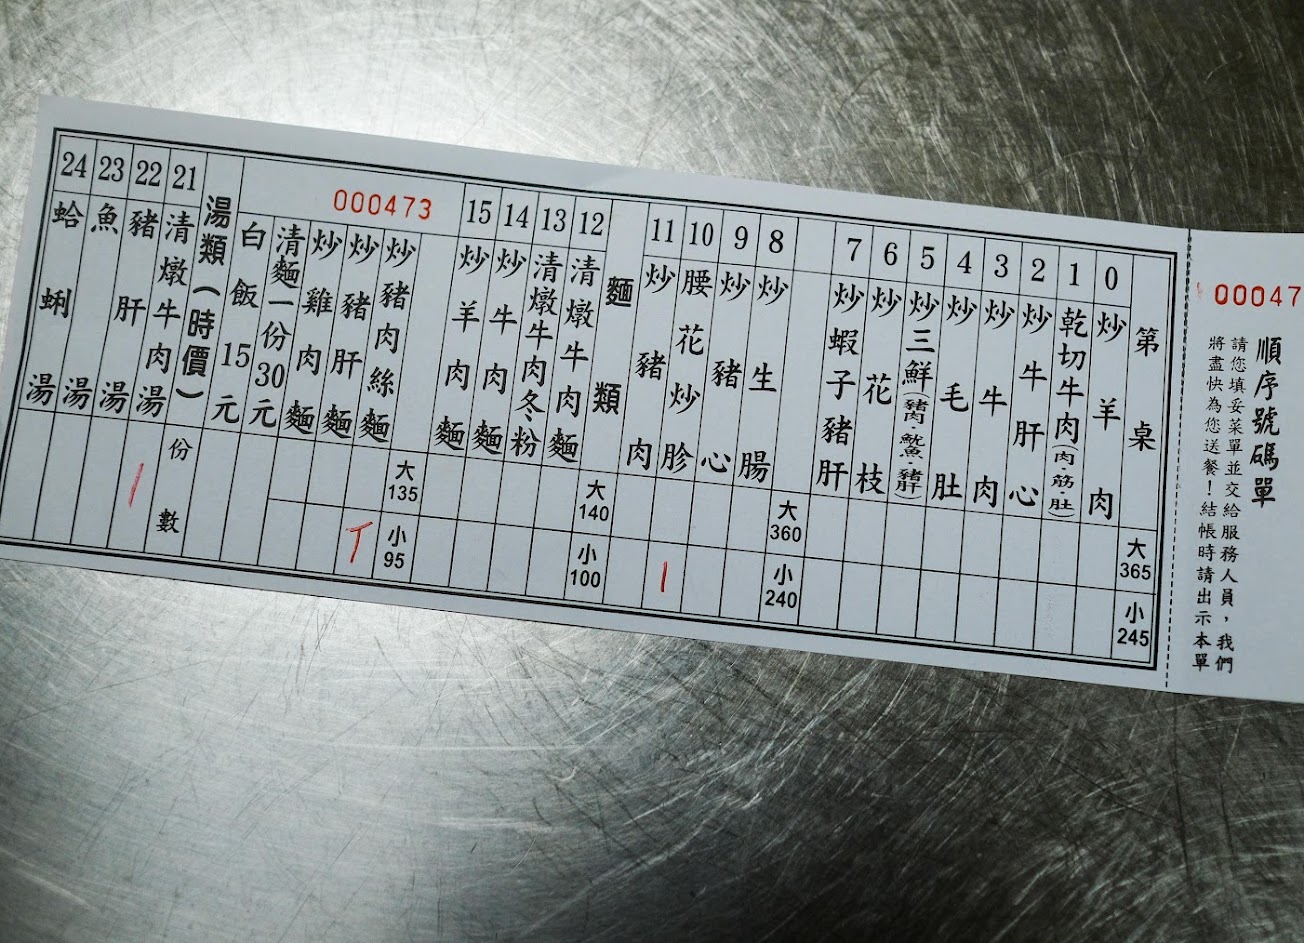 00047
順序號碼單
請您填妥菜單並交給服務人員，我們
將盡快為您送餐！結帳時請出示本單
第桌
大365
小245
0 炒羊肉
1 乾切牛肉(肉·筋·肚)
2 炒牛肝心
3 炒牛肉
4 炒毛肚
5 炒三鮮(豬肉·魷魚·豬肝)
6 炒花枝
7 炒蝦子豬肝
大360
小240
8 炒生腸
9 炒豬心
10 腰花炒胗
11 炒豬肉
1
麵類
大140
小100
12 清燉牛肉麵
13 清燉牛肉冬粉
14 炒牛肉麵
15 炒羊肉麵
000473
大135
小95
炒豬肉絲麵
炒豬肝麵
1
炒雞肉麵
清麵一份30元
白飯15元
湯類(時價)
份數
21 清燉牛肉湯
22 豬肝湯
1
23 魚湯
24 蛤蜊湯